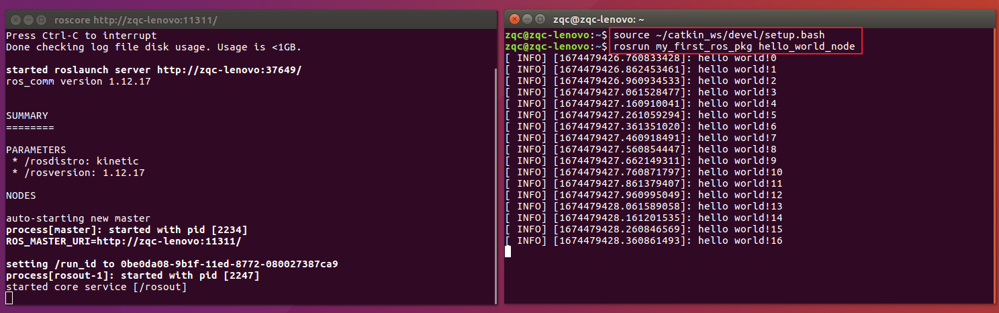 roscore http://zqc-lenovo:11311/
Press Ctrl-C to interrupt
Done checking log file disk usage. Usage is <1GB.
started roslaunch server http://zqc-lenovo:37649/
ros_comm version 1.12.17
SUMMARY
========
PARAMETERS
* /rosdistro: kinetic
* /rosversion: 1.12.17
NODES
auto-starting new master
process[master]: started with pid [2234]
ROS_MASTER_URI=http://zqc-lenovo:11311/
setting /run_id to 0be0da08-9b1f-11ed-8772-080027387ca9
process[rosout-1]: started with pid [2247]
started core service [/rosout]
zqc@zqc-lenovo: ~
zqc@zqc-lenovo:~$ source ~/catkin_ws/devel/setup.bash
zqc@zqc-lenovo:~$ rosrun my_first_ros_pkg hello_world_node
[ INFO] [1674479426.760833428]: hello world!0
[ INFO] [1674479426.862453461]: hello world!1
[ INFO] [1674479426.960934533]: hello world!2
[ INFO] [1674479427.061528477]: hello world!3
[ INFO] [1674479427.160910041]: hello world!4
[ INFO] [1674479427.261059294]: hello world!5
[ INFO] [1674479427.361351020]: hello world!6
[ INFO] [1674479427.460918491]: hello world!7
[ INFO] [1674479427.560854447]: hello world!8
[ INFO] [1674479427.662149311]: hello world!9
[ INFO] [1674479427.760871797]: hello world!10
[ INFO] [1674479427.861379407]: hello world!11
[ INFO] [1674479427.960995049]: hello world!12
[ INFO] [1674479428.061589058]: hello world!13
[ INFO] [1674479428.161201535]: hello world!14
[ INFO] [1674479428.260846569]: hello world!15
[ INFO] [1674479428.360861493]: hello world!16